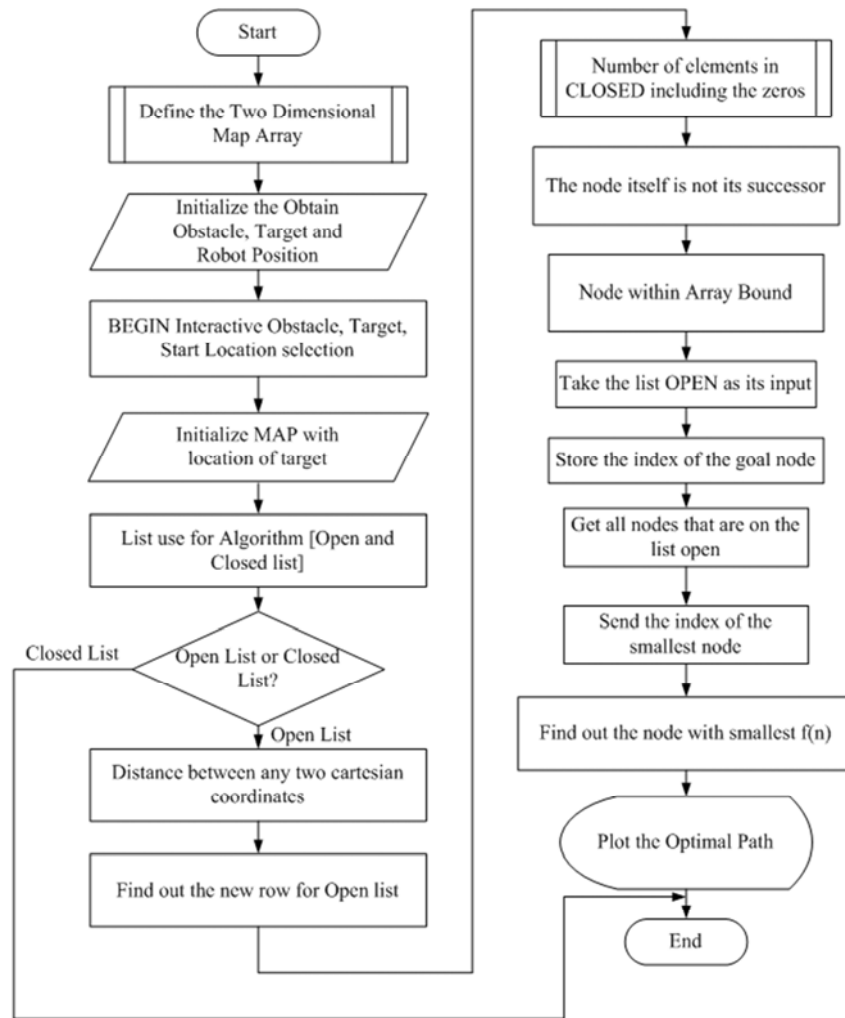 Start
Define the Two Dimensional
Map Array
Initialize the Obtain
Obstacle, Target and
Robot Position
BEGIN Interactive Obstacle, Target,
Start Location selection
Initialize MAP with
location of target
List use for Algorithm [Open and
Closed list]
Closed List
Open List or Closed
List?
Open List
Distance between any two cartesian
coordinates
Find out the new row for Open list
Number of elements in
CLOSED including the zeros
The node itself is not its successor
Node within Array Bound
Take the list OPEN as its input
Store the index of the goal node
Get all nodes that are on the
list open
Send the index of the
smallest node
Find out the node with smallest f(n)
Plot the Optimal Path
End